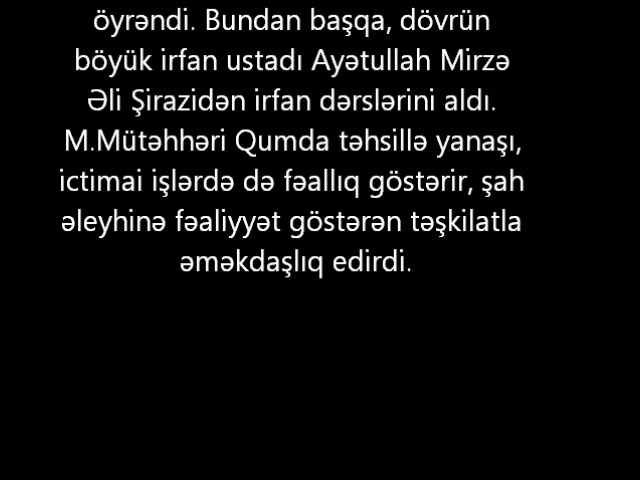 öyrəndi. Bundan başqa, dövrün
böyük irfan ustadı Ayətullah Mirzə
Əli Şirazidən irfan dərslərini aldı.
M.Mütəhhəri Qumda təhsillə yanaşı,
ictimai işlərdə də fəallıq göstərir, şah
əleyhinə fəaliyyət göstərən təşkilatla
əməkdaşlıq edirdi.